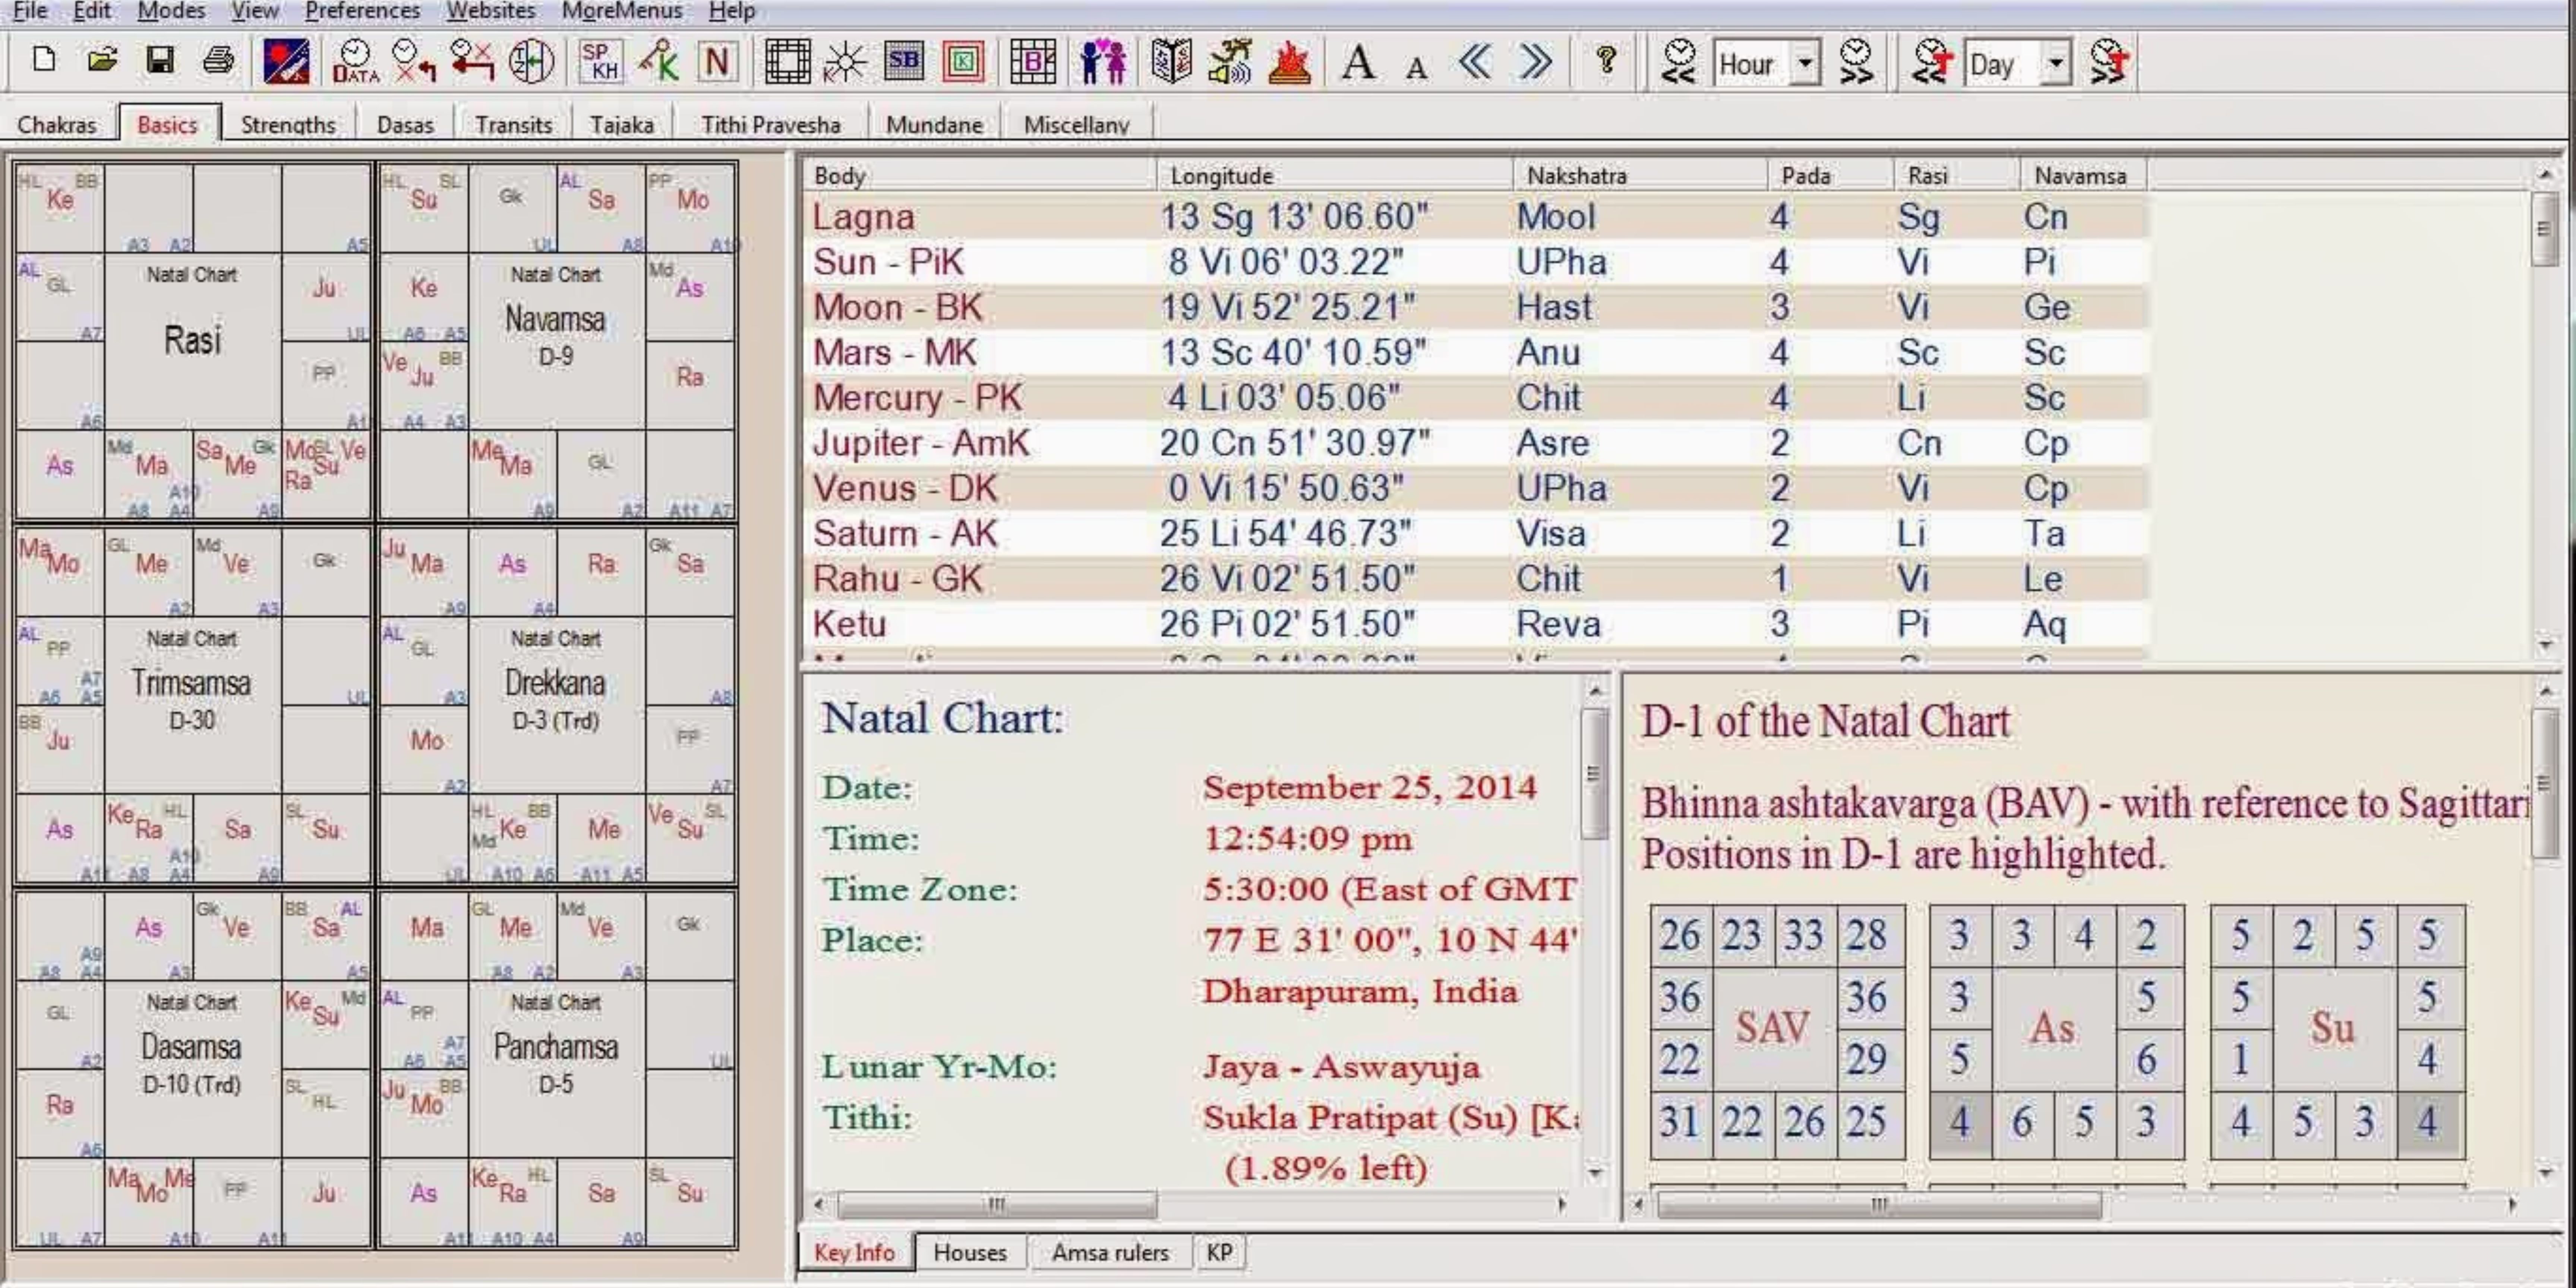 File Edit Modes View Preferences Websites MoreMenus Help
DATA SP KH K N SB K B A A ? << Hour >> << Day >>
Chakras Basics Strengths Dasas Transits Tajaka Tithi Pravesha Mundane Miscellany
HL BB Ke A3 A2 A5
AL GL A7 Natal Chart Rasi Ju UL
A6 PP
As Md Ma A10 A8 A4 Sa Gk Me A9 Mo SL Ve Ra Su
HL SL Su Gk UL AL Sa A8 PP Mo A10
Ke A6 A5 Natal Chart Navamsa D-9 Md As
Ve BB Ju A4 A3 Ra
Me Ma A9 GL A2 A11 A7
Ma Mo GL Me A2 Md Ve A3 Gk
AL PP A7 A6 A5 Natal Chart Trimsamsa D-30 UL
BB Ju
As A11 Ke HL Ra A10 A8 A4 Sa A9 SL Su
Ju Ma A9 As A4 Ra Gk Sa
AL GL A3 Natal Chart Drekkana D-3 (Trd) A8
Mo A2 PP A7
UL HL BB Ke Md A10 A6 Me A11 A5 Ve SL Su
A9 A8 A4 As A3 Gk Ve BB AL Sa A5
GL A2 Natal Chart Dasamsa D-10 (Trd) Ke Md Su
Ra A6 SL HL
UL A7 Ma Me Mo A10 PP A11 Ju
Ma GL Me A8 A2 Md Ve A3 Gk
AL PP A7 A6 A5 Natal Chart Panchamsa D-5 UL
Ju BB Mo
As A11 Ke HL Ra A10 A4 Sa A9 SL Su
Body Longitude Nakshatra Pada Rasi Navamsa
Lagna 13 Sg 13' 06.60" Mool 4 Sg Cn
Sun - PiK 8 Vi 06' 03.22" UPha 4 Vi Pi
Moon - BK 19 Vi 52' 25.21" Hast 3 Vi Ge
Mars - MK 13 Sc 40' 10.59" Anu 4 Sc Sc
Mercury - PK 4 Li 03' 05.06" Chit 4 Li Sc
Jupiter - AmK 20 Cn 51' 30.97" Asre 2 Cn Cp
Venus - DK 0 Vi 15' 50.63" UPha 2 Vi Cp
Saturn - AK 25 Li 54' 46.73" Visa 2 Li Ta
Rahu - GK 26 Vi 02' 51.50" Chit 1 Vi Le
Ketu 26 Pi 02' 51.50" Reva 3 Pi Aq
Natal Chart:
Date: September 25, 2014
Time: 12:54:09 pm
Time Zone: 5:30:00 (East of GMT
Place: 77 E 31' 00", 10 N 44'
Dharapuram, India
Lunar Yr-Mo: Jaya - Aswayuja
Tithi: Sukla Pratipat (Su) [Ka
(1.89% left)
D-1 of the Natal Chart
Bhinna ashtakavarga (BAV) - with reference to Sagittari
Positions in D-1 are highlighted.
26 23 33 28 3 3 4 2 5 2 5 5
36 36 3 5 5 5
SAV As Su
22 29 5 6 1 4
31 22 26 25 4 6 5 3 4 5 3 4
Key Info Houses Amsa rulers KP